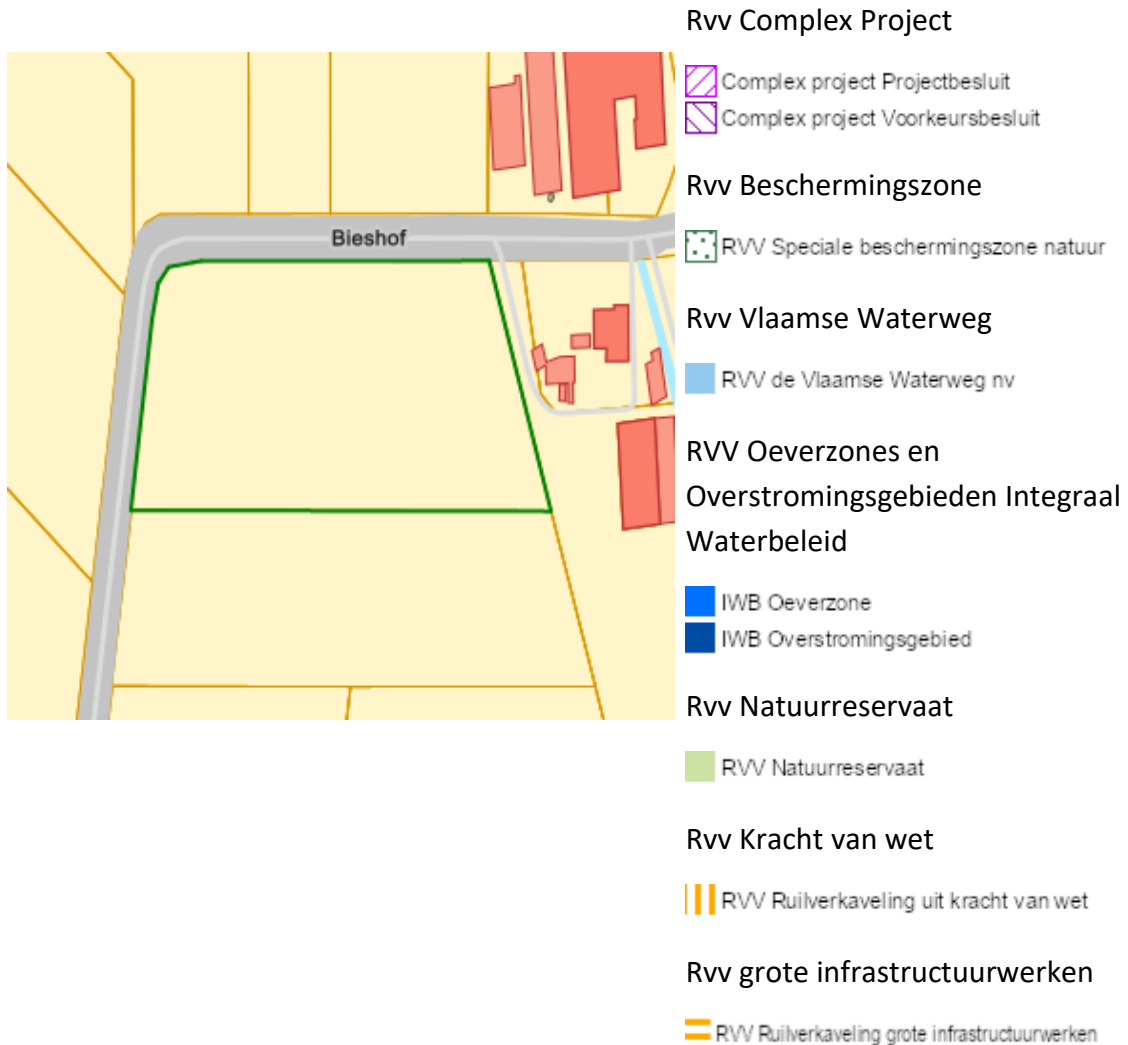 Rvv Complex Project
Complex project Projectbesluit
Complex project Voorkeursbesluit
Rvv Beschermingszone
RVV Speciale beschermingszone natuur
Rvv Vlaamse Waterweg
RVV de Vlaamse Waterweg nv
RVV Oeverzones en
Overstromingsgebieden Integraal
Waterbeleid
IWB Oeverzone
IWB Overstromingsgebied
Rvv Natuurreservaat
RVV Natuurreservaat
Rvv Kracht van wet
RVV Ruilverkaveling uit kracht van wet
Rvv grote infrastructuurwerken
RVV Ruilverkaveling grote infrastructuurwerken
Bieshof